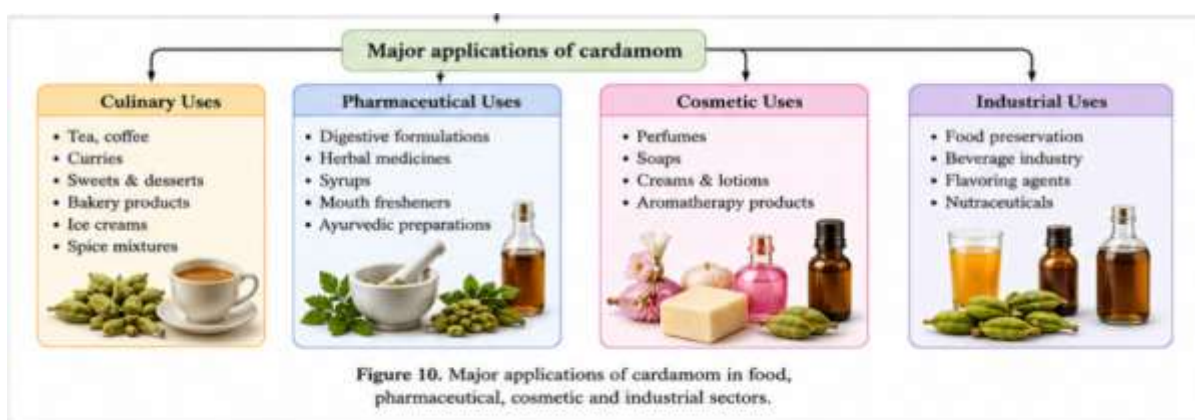 Major applications of cardamom
Culinary Uses
• Tea, coffee
• Curries
• Sweets & desserts
• Bakery products
• Ice creams
• Spice mixtures
Pharmaceutical Uses
• Digestive formulations
• Herbal medicines
• Syrups
• Mouth fresheners
• Ayurvedic preparations
Cosmetic Uses
• Perfumes
• Soaps
• Creams & lotions
• Aromatherapy products
Industrial Uses
• Food preservation
• Beverage industry
• Flavoring agents
• Nutraceuticals
Figure 10. Major applications of cardamom in food,
pharmaceutical, cosmetic and industrial sectors.